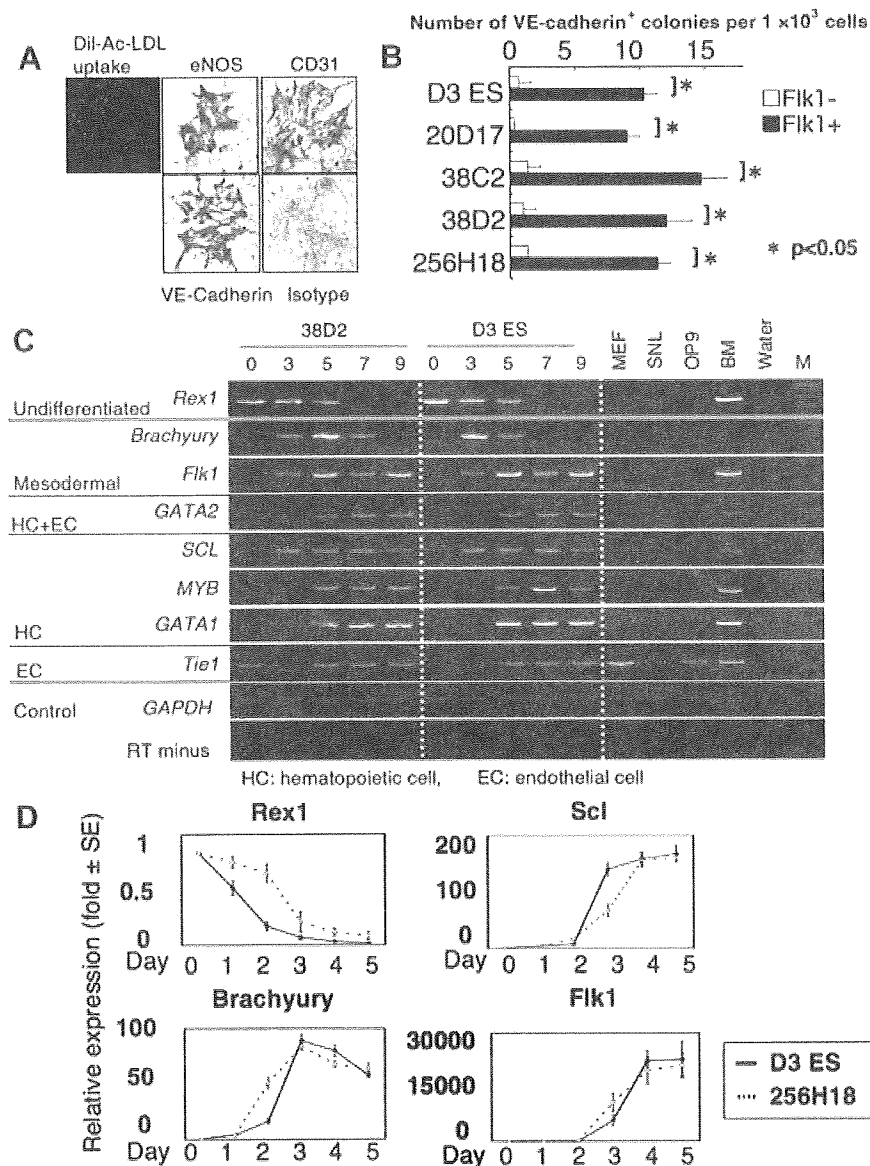 A
Dil-Ac-LDL
uptake
eNOS
CD31
VE-Cadherin
Isotype
B
Number of VE-cadherin⁺ colonies per 1 ×10³ cells
0 5 10 15
D3 ES
20D17
38C2
38D2
256H18
]*
]*
]*
]*
]*
Flk1-
Flk1+
* p<0.05
C
38D2 D3 ES
0 3 5 7 9 0 3 5 7 9 MEF SNL OP9 BM Water M
Undifferentiated Rex1
Brachyury
Mesodermal Flk1
HC+EC GATA2
SCL
MYB
HC GATA1
EC Tie1
Control GAPDH
RT minus
HC: hematopoietic cell, EC: endothelial cell
D
Relative expression (fold ± SE)
Rex1
1
0.5
0
Day 0 1 2 3 4 5
Scl
200
100
0
Day 0 1 2 3 4 5
Brachyury
100
50
0
Day 0 1 2 3 4 5
Flk1
30000
15000
0
Day 0 1 2 3 4 5
D3 ES
256H18